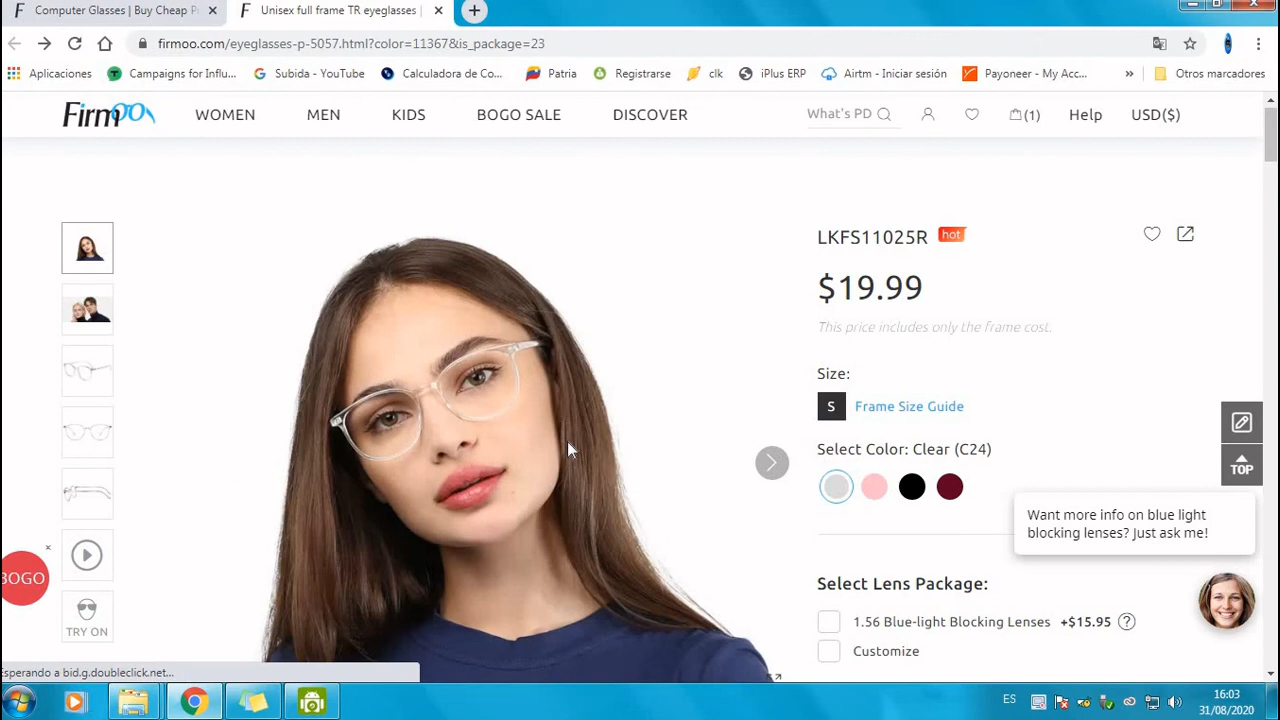 Computer Glasses | Buy Cheap P
Unisex full frame TR eyeglasses |
firmoo.com/eyeglasses-p-5057.html?color=11367&is_package=23
Aplicaciones
Campaigns for Influ...
Subida - YouTube
Calculadora de Co...
Patria
Registrarse
clk
iPlus ERP
Airtm - Iniciar sesión
Payoneer - My Acc...
»
Otros marcadores
Firmoo
WOMEN
MEN
KIDS
BOGO SALE
DISCOVER
What's PD
(1)
Help
USD($)
LKFS11025R
hot
$19.99
This price includes only the frame cost.
Size:
S
Frame Size Guide
Select Color: Clear (C24)
TOP
Want more info on blue light
blocking lenses? Just ask me!
BOGO
TRY ON
Select Lens Package:
1.56 Blue-light Blocking Lenses +$15.95
Customize
Esperando a bid.g.doubleclick.net...
ES
16:03
31/08/2020